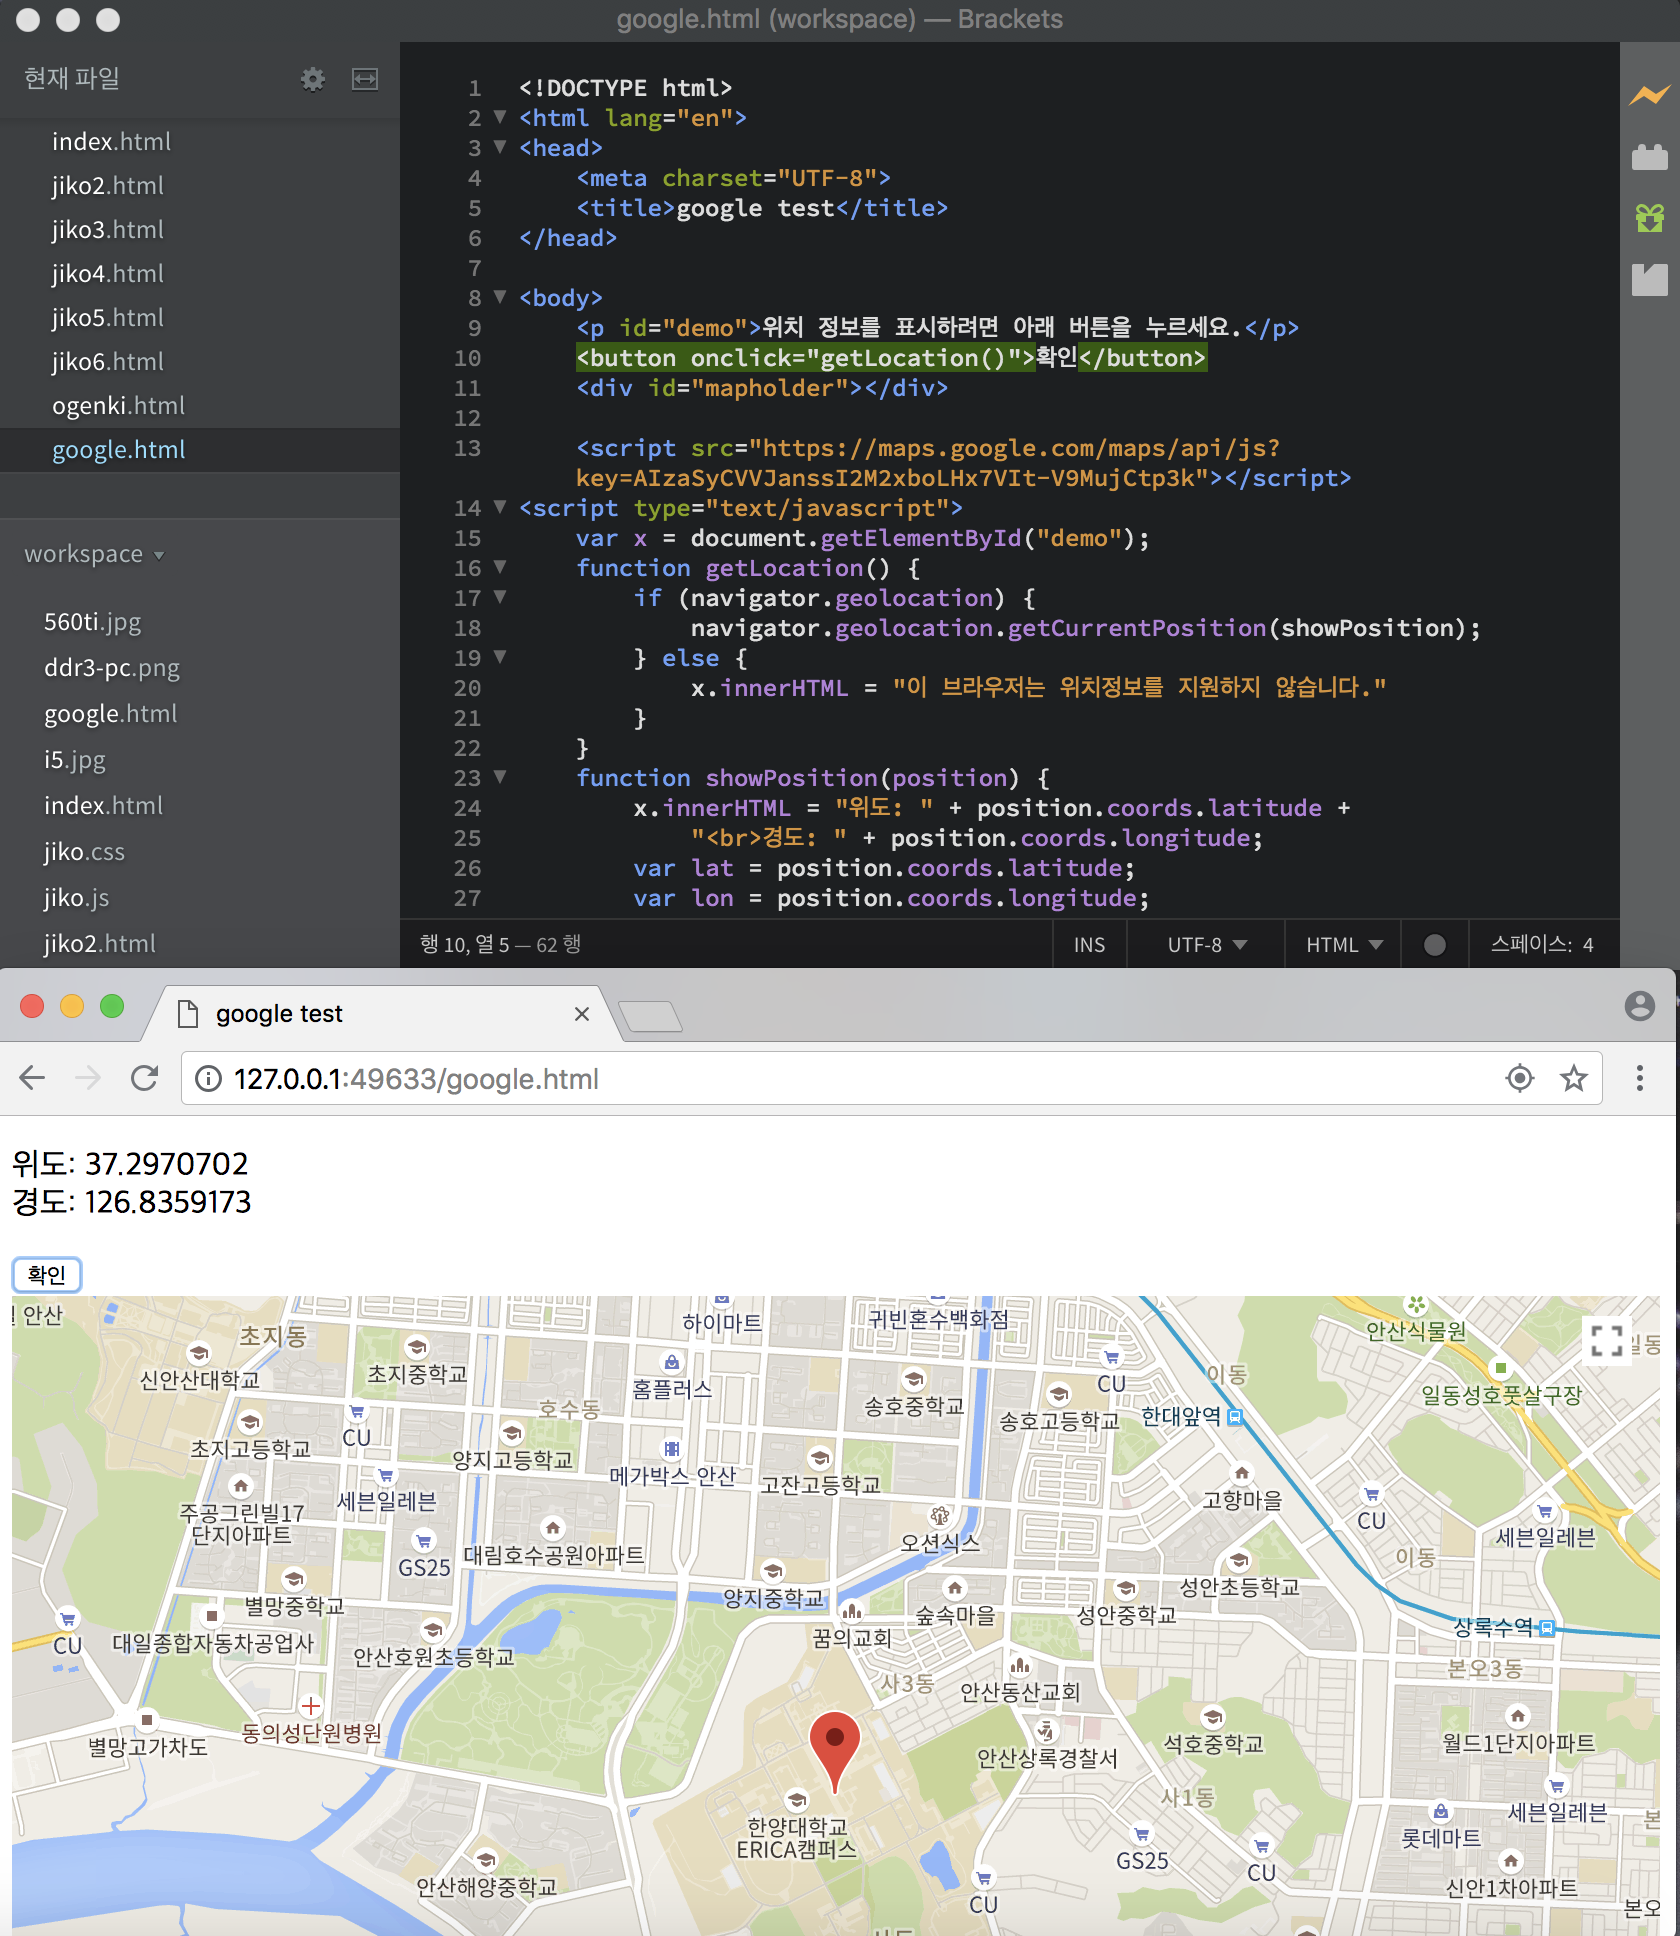 google.html (workspace) — Brackets
현재 파일
index.html
jiko2.html
jiko3.html
jiko4.html
jiko5.html
jiko6.html
ogenki.html
google.html
workspace
560ti.jpg
ddr3-pc.png
google.html
i5.jpg
index.html
jiko.css
jiko.js
jiko2.html
1 <!DOCTYPE html>
2 <html lang="en">
3 <head>
4 <meta charset="UTF-8">
5 <title>google test</title>
6 </head>
7
8 <body>
9 <p id="demo">위치 정보를 표시하려면 아래 버튼을 누르세요.</p>
10 <button onclick="getLocation()">확인</button>
11 <div id="mapholder"></div>
12
13 <script src="https://maps.google.com/maps/api/js?
key=AIzaSyCVVJanssI2M2xboLHx7VIt-V9MujCtp3k"></script>
14 <script type="text/javascript">
15 var x = document.getElementById("demo");
16 function getLocation() {
17 if (navigator.geolocation) {
18 navigator.geolocation.getCurrentPosition(showPosition);
19 } else {
20 x.innerHTML = "이 브라우저는 위치정보를 지원하지 않습니다."
21 }
22 }
23 function showPosition(position) {
24 x.innerHTML = "위도: " + position.coords.latitude +
25 "<br>경도: " + position.coords.longitude;
26 var lat = position.coords.latitude;
27 var lon = position.coords.longitude;
행 10, 열 5 — 62 행
INS
UTF-8
HTML
스페이스: 4
google test
127.0.0.1:49633/google.html
위도: 37.2970702
경도: 126.8359173
확인
안산
초지동
하이마트
귀빈혼수백화점
안산식물원
일동
신안산대학교
초지중학교
홈플러스
호수동
송호중학교
CU
송호고등학교
이동
한대앞역
일동성호풋살구장
초지고등학교
CU
양지고등학교
메가박스 안산
고잔고등학교
세븐일레븐
주공그린빌17
단지아파트
GS25
대림호수공원아파트
오션식스
고향마을
CU
세븐일레븐
이동
별망중학교
양지중학교
숲속마을
성안중학교
성안초등학교
상록수역
CU
대일종합자동차공업사
안산호원초등학교
꿈의교회
사3동
안산동산교회
본오3동
동의성단원병원
별망고가차도
안산상록경찰서
석호중학교
월드1단지아파트
사1동
한양대학교
ERICA캠퍼스
세븐일레븐
롯데마트
GS25
CU
안산해양중학교
CU
신안1차아파트
본오